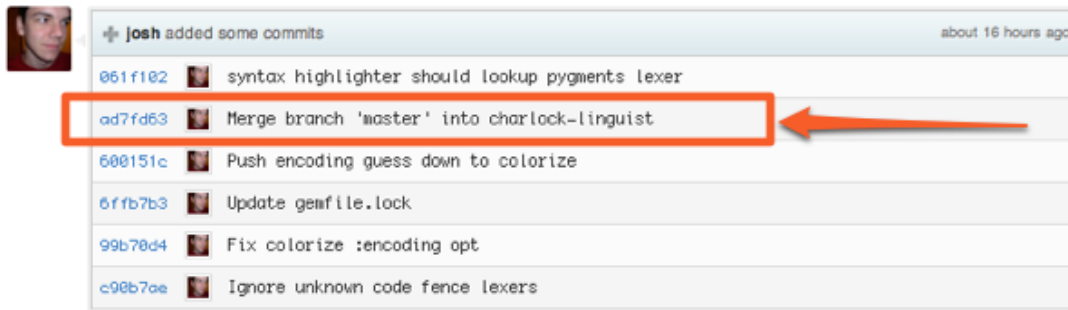 josh added some commits about 16 hours ago
061f102 syntax highlighter should lookup pygments lexer
ad7fd63 Merge branch 'master' into charlock-linguist
600151c Push encoding guess down to colorize
6ffb7b3 Update gemfile.lock
99b70d4 Fix colorize :encoding opt
c90b7ae Ignore unknown code fence lexers